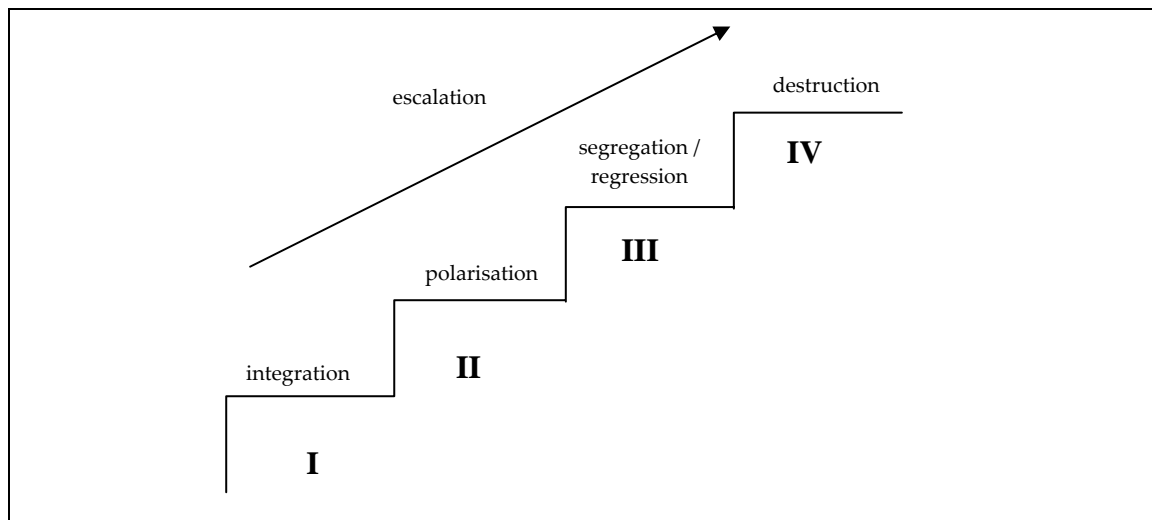 escalation
destruction
segregation /
regression
IV
III
polarisation
II
integration
I